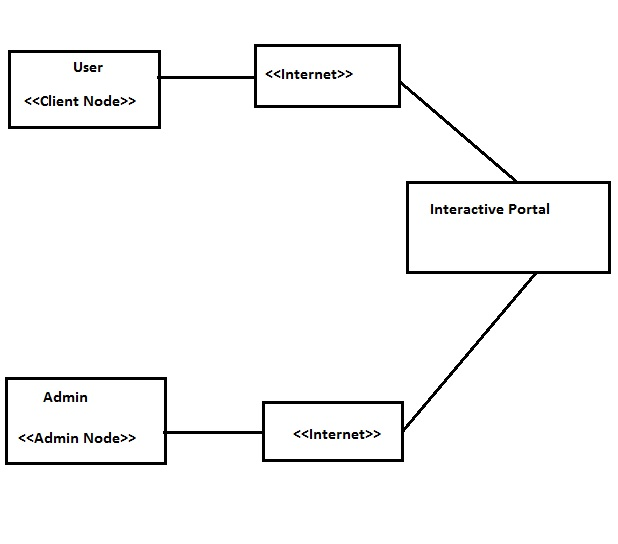 User
<<Client Node>>
<<Internet>>
Interactive Portal
Admin
<<Admin Node>>
<<Internet>>